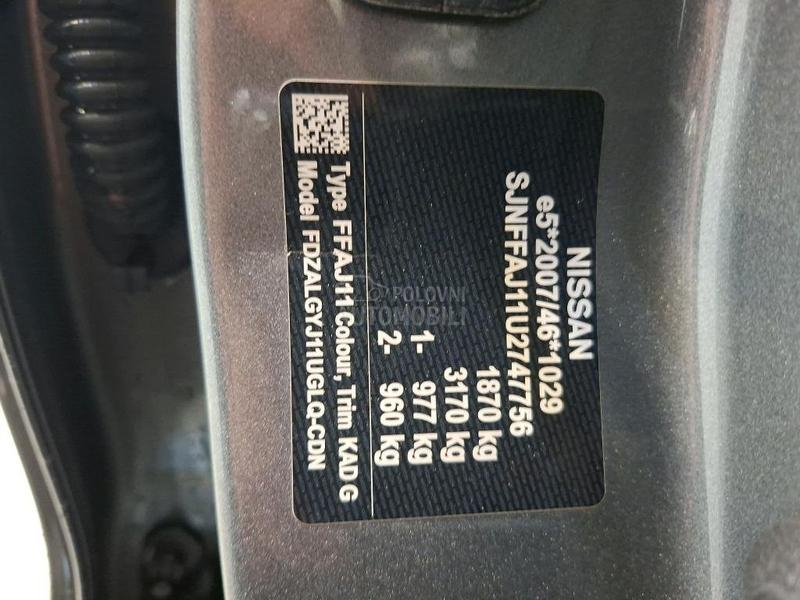 NISSAN
e5*2007/46*1029
SJNFFAJ11U2747756
1870 kg
3170 kg
1- 977 kg
2- 960 kg
Type FFAJ11 Colour, Trim KAD G
Model FDZALGYJ11UGLQ-CDN
POLOVNI
AUTOMOBILI